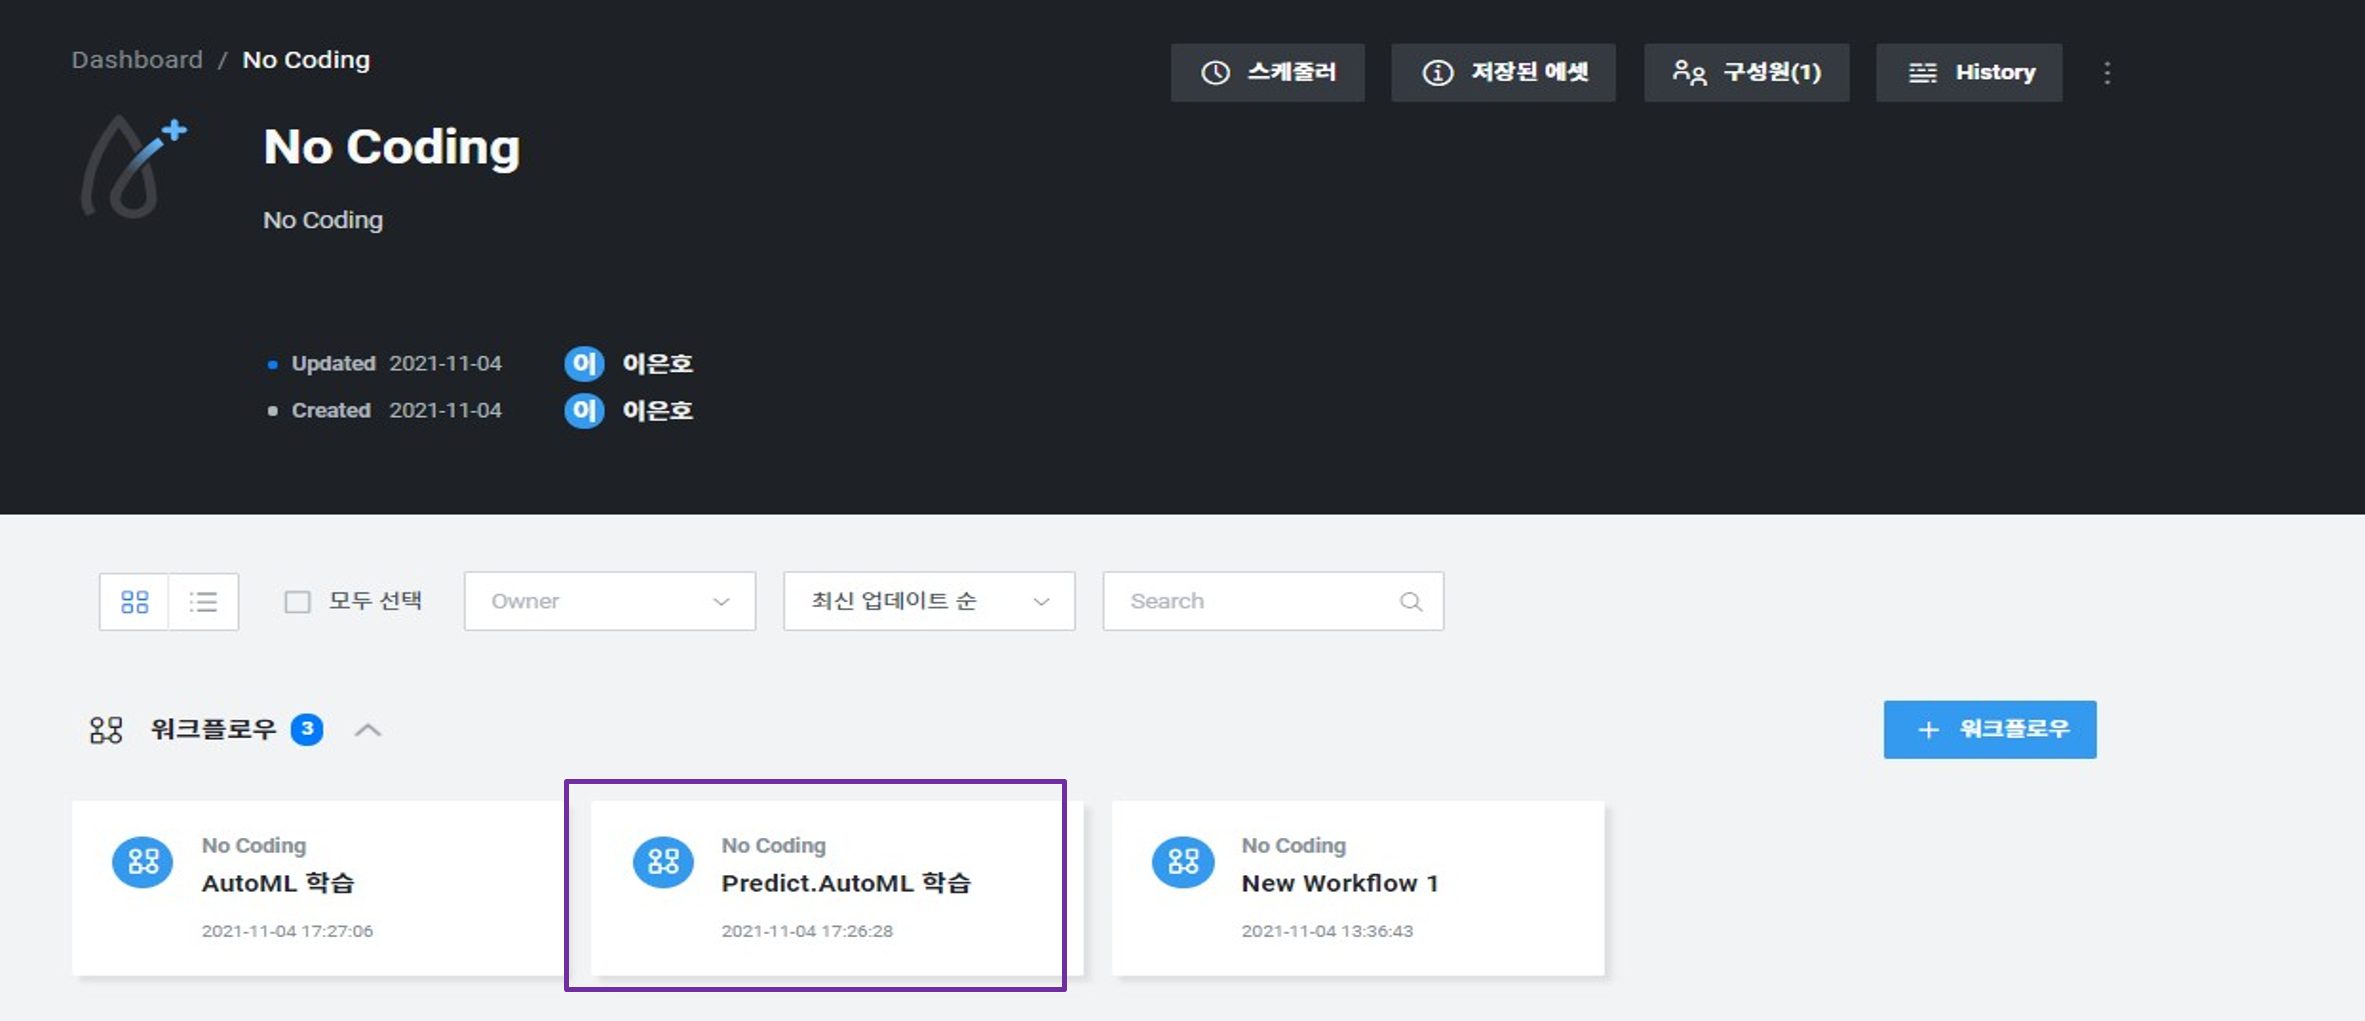 Dashboard / No Coding
스케줄러
저장된 에셋
구성원(1)
History
No Coding
No Coding
Updated 2021-11-04 이 이은호
Created 2021-11-04 이 이은호
모두 선택
Owner
최신 업데이트 순
Search
워크플로우 3
+ 워크플로우
No Coding
AutoML 학습
2021-11-04 17:27:06
No Coding
Predict.AutoML 학습
2021-11-04 17:26:28
No Coding
New Workflow 1
2021-11-04 13:36:43